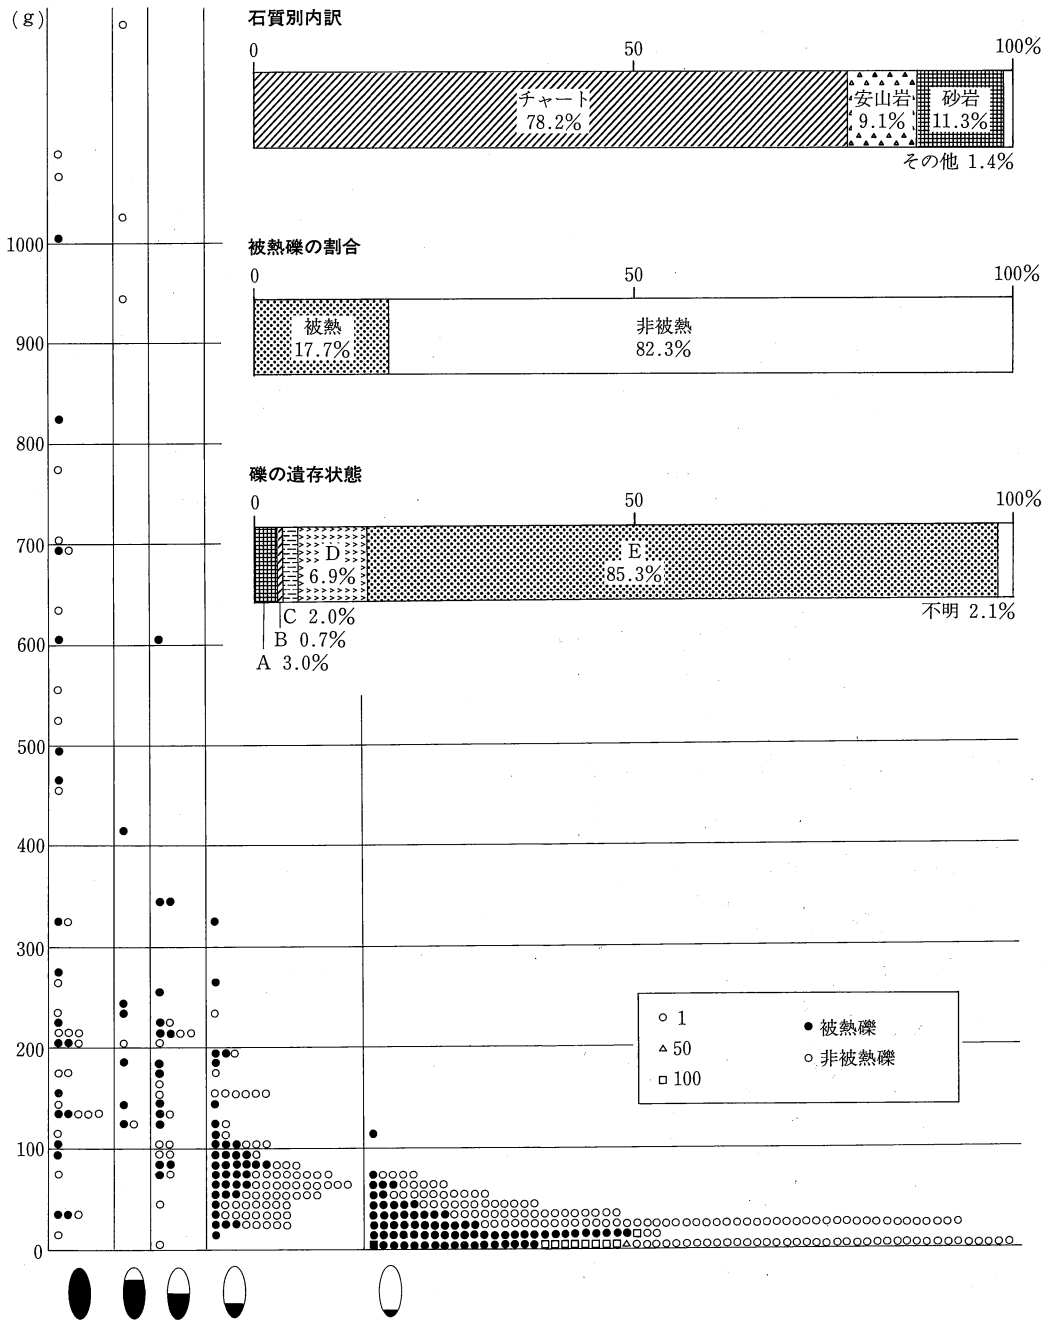 (g)
1000
900
800
700
600
500
400
300
200
100
0
石質別内訳
0 50 100%
チャート 安山岩 砂岩
78.2% 9.1% 11.3%
その他 1.4%
被熱礫の割合
0 50 100%
被熱 非被熱
17.7% 82.3%
礫の遺存状態
0 50 100%
D E
6.9% 85.3%
C 2.0% 不明 2.1%
B 0.7%
A 3.0%
○ 1 ● 被熱礫
△ 50 ○ 非被熱礫
□ 100